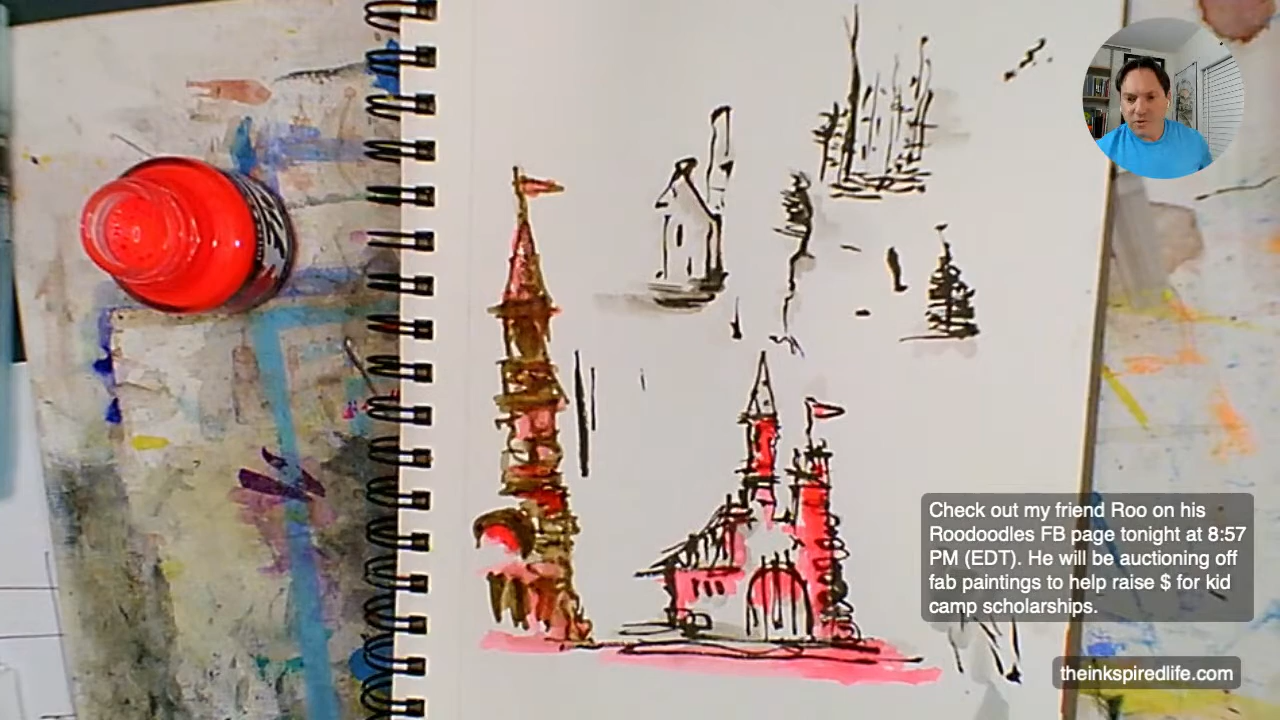 Check out my friend Roo on his
Roodoodles FB page tonight at 8:57
PM (EDT). He will be auctioning off
fab paintings to help raise $ for kid
camp scholarships.
theinkspiredlife.com